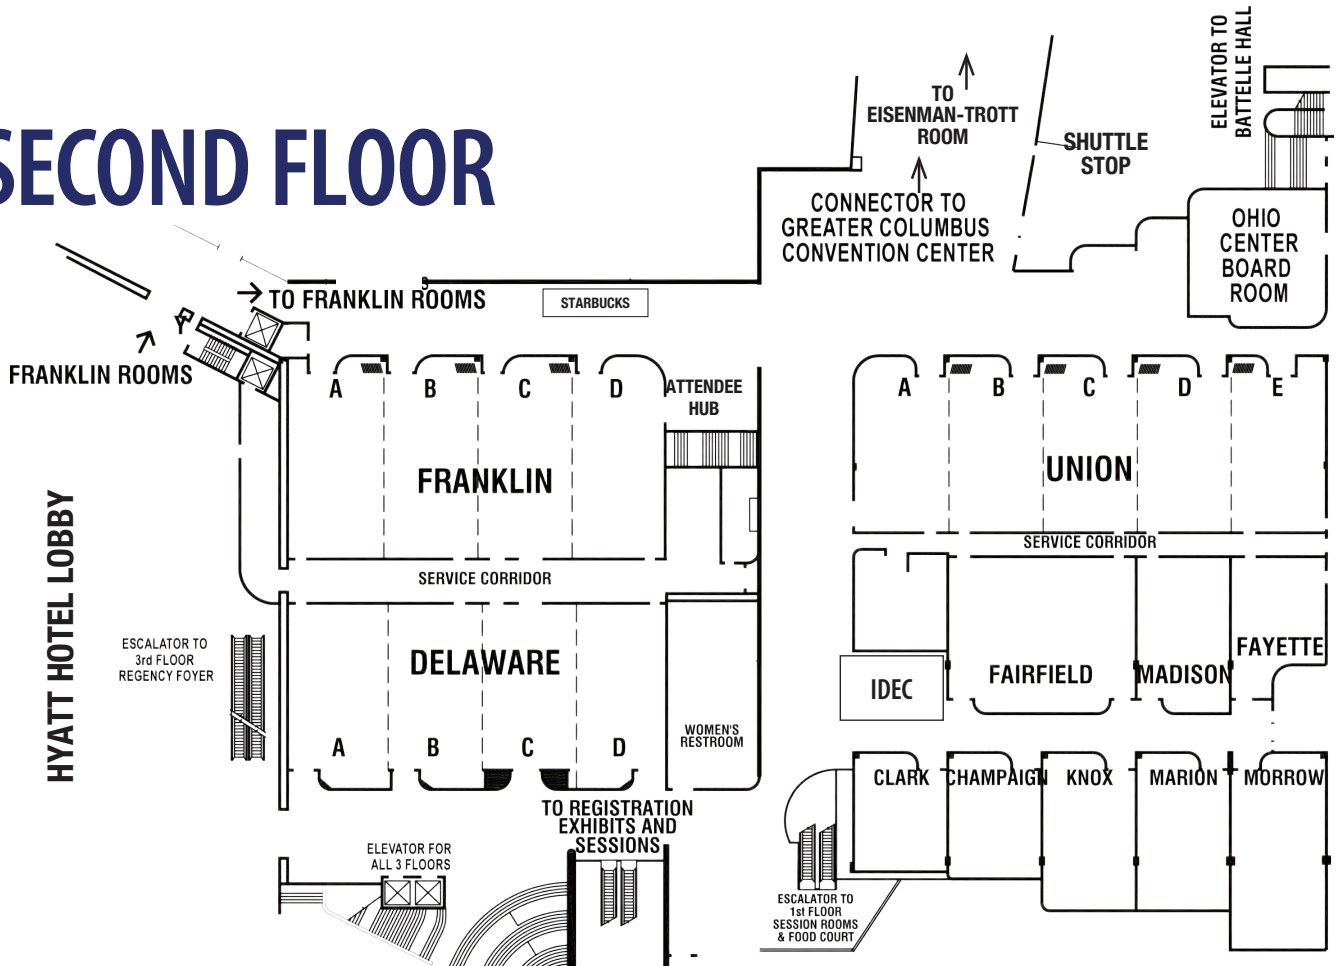 SECOND FLOOR
ELEVATOR TO
BATTELLE HALL
TO
EISENMAN-TROTT
ROOM
SHUTTLE
STOP
CONNECTOR TO
GREATER COLUMBUS
CONVENTION CENTER
OHIO
CENTER
BOARD
ROOM
TO FRANKLIN ROOMS
STARBUCKS
FRANKLIN ROOMS
A
B
C
D
ATTENDEE
HUB
A
B
C
D
E
FRANKLIN
UNION
SERVICE CORRIDOR
SERVICE CORRIDOR
HYATT HOTEL LOBBY
ESCALATOR TO
3rd FLOOR
REGENCY FOYER
DELAWARE
A
B
C
D
WOMEN'S
RESTROOM
IDEC
FAIRFIELD
MADISON
FAYETTE
CLARK
CHAMPAIGN
KNOX
MARION
MORROW
TO REGISTRATION
EXHIBITS AND
SESSIONS
ELEVATOR FOR
ALL 3 FLOORS
ESCALATOR TO
1st FLOOR
SESSION ROOMS
& FOOD COURT